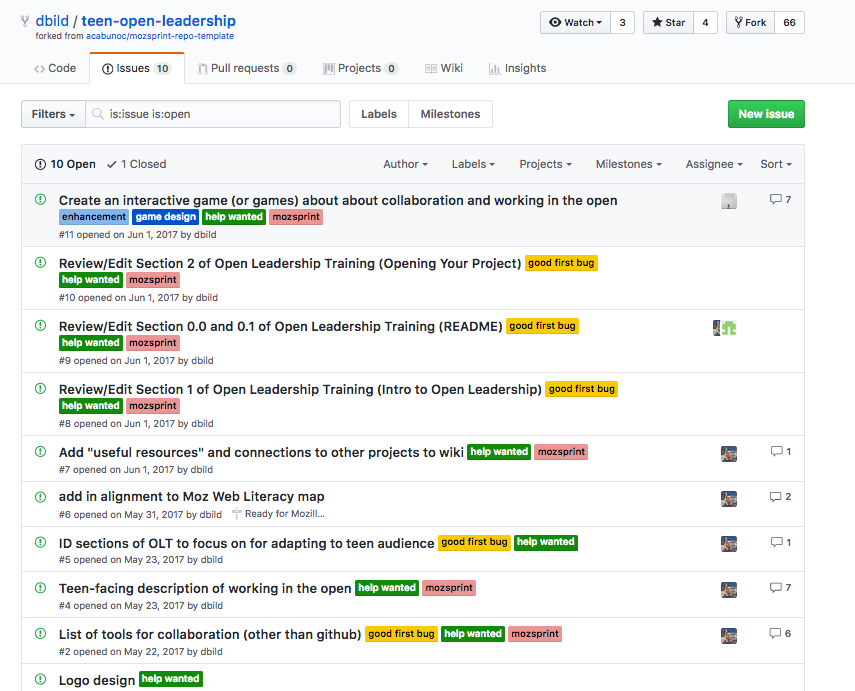 dbild / teen-open-leadership
Watch 3 Star 4 Fork 66
forked from acabunoc/mozsprint-repo-template
Code Issues 10 Pull requests 0 Projects 0 Wiki Insights
Filters is:issue is:open Labels Milestones New issue
10 Open 1 Closed Author Labels Projects Milestones Assignee Sort
Create an interactive game (or games) about about collaboration and working in the open 7
enhancement game design help wanted mozsprint
#11 opened on Jun 1, 2017 by dbild
Review/Edit Section 2 of Open Leadership Training (Opening Your Project) good first bug
help wanted mozsprint
#10 opened on Jun 1, 2017 by dbild
Review/Edit Section 0.0 and 0.1 of Open Leadership Training (README) good first bug
help wanted mozsprint
#9 opened on Jun 1, 2017 by dbild
Review/Edit Section 1 of Open Leadership Training (Intro to Open Leadership) good first bug
help wanted mozsprint
#8 opened on Jun 1, 2017 by dbild
Add "useful resources" and connections to other projects to wiki help wanted mozsprint 1
#7 opened on Jun 1, 2017 by dbild
add in alignment to Moz Web Literacy map 2
#6 opened on May 31, 2017 by dbild Ready for Mozill...
ID sections of OLT to focus on for adapting to teen audience good first bug help wanted 1
#5 opened on May 23, 2017 by dbild
Teen-facing description of working in the open help wanted mozsprint 7
#4 opened on May 23, 2017 by dbild
List of tools for collaboration (other than github) good first bug help wanted mozsprint 6
#2 opened on May 22, 2017 by dbild
Logo design help wanted